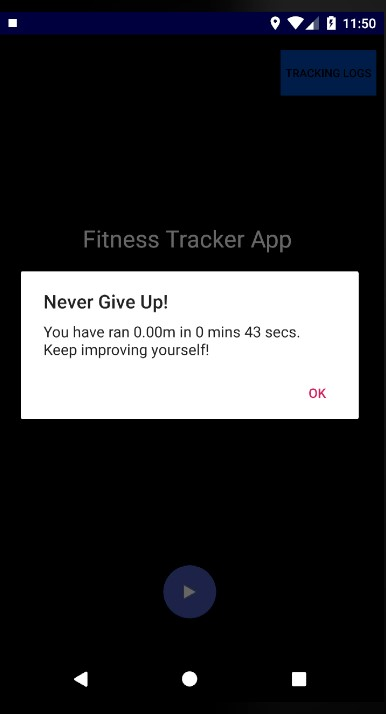 11:50
TRACKING LOGS
Fitness Tracker App
Never Give Up!
You have ran 0.00m in 0 mins 43 secs.
Keep improving yourself!
OK